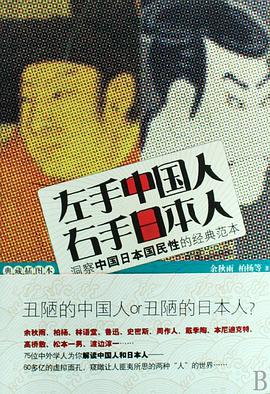 左手中国人
右手日本人
洞察中国日本国民性的经典范本
典藏插图本
余秋雨 柏杨等 著
丑陋的中国人or丑陋的日本人？
余秋雨、柏杨、林语堂、鲁迅、史密斯、周作人、戴季陶、本尼迪克特、
高桥敷、松本一男、渡边淳一……
75位中外学人为你解读中国人和日本人——
60多亿的虚拟面孔，窥瞰让人匪夷所思的两种“人”的世界……